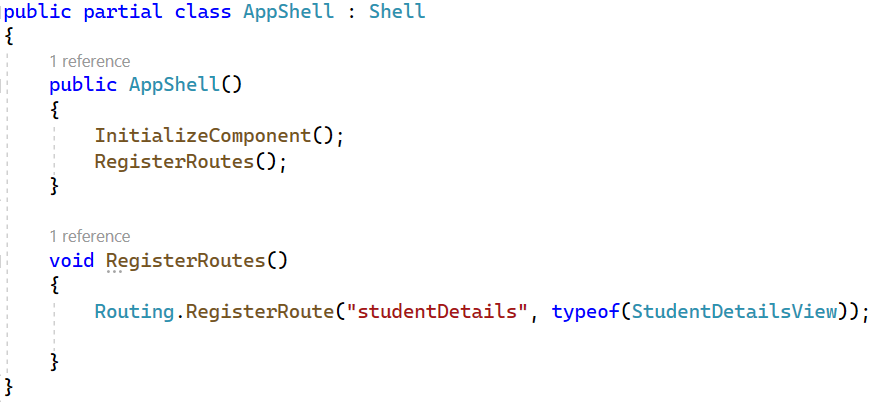 public partial class AppShell : Shell
{
1 reference
public AppShell()
{
InitializeComponent();
RegisterRoutes();
}
1 reference
void RegisterRoutes()
{
Routing.RegisterRoute("studentDetails", typeof(StudentDetailsView));
}
}